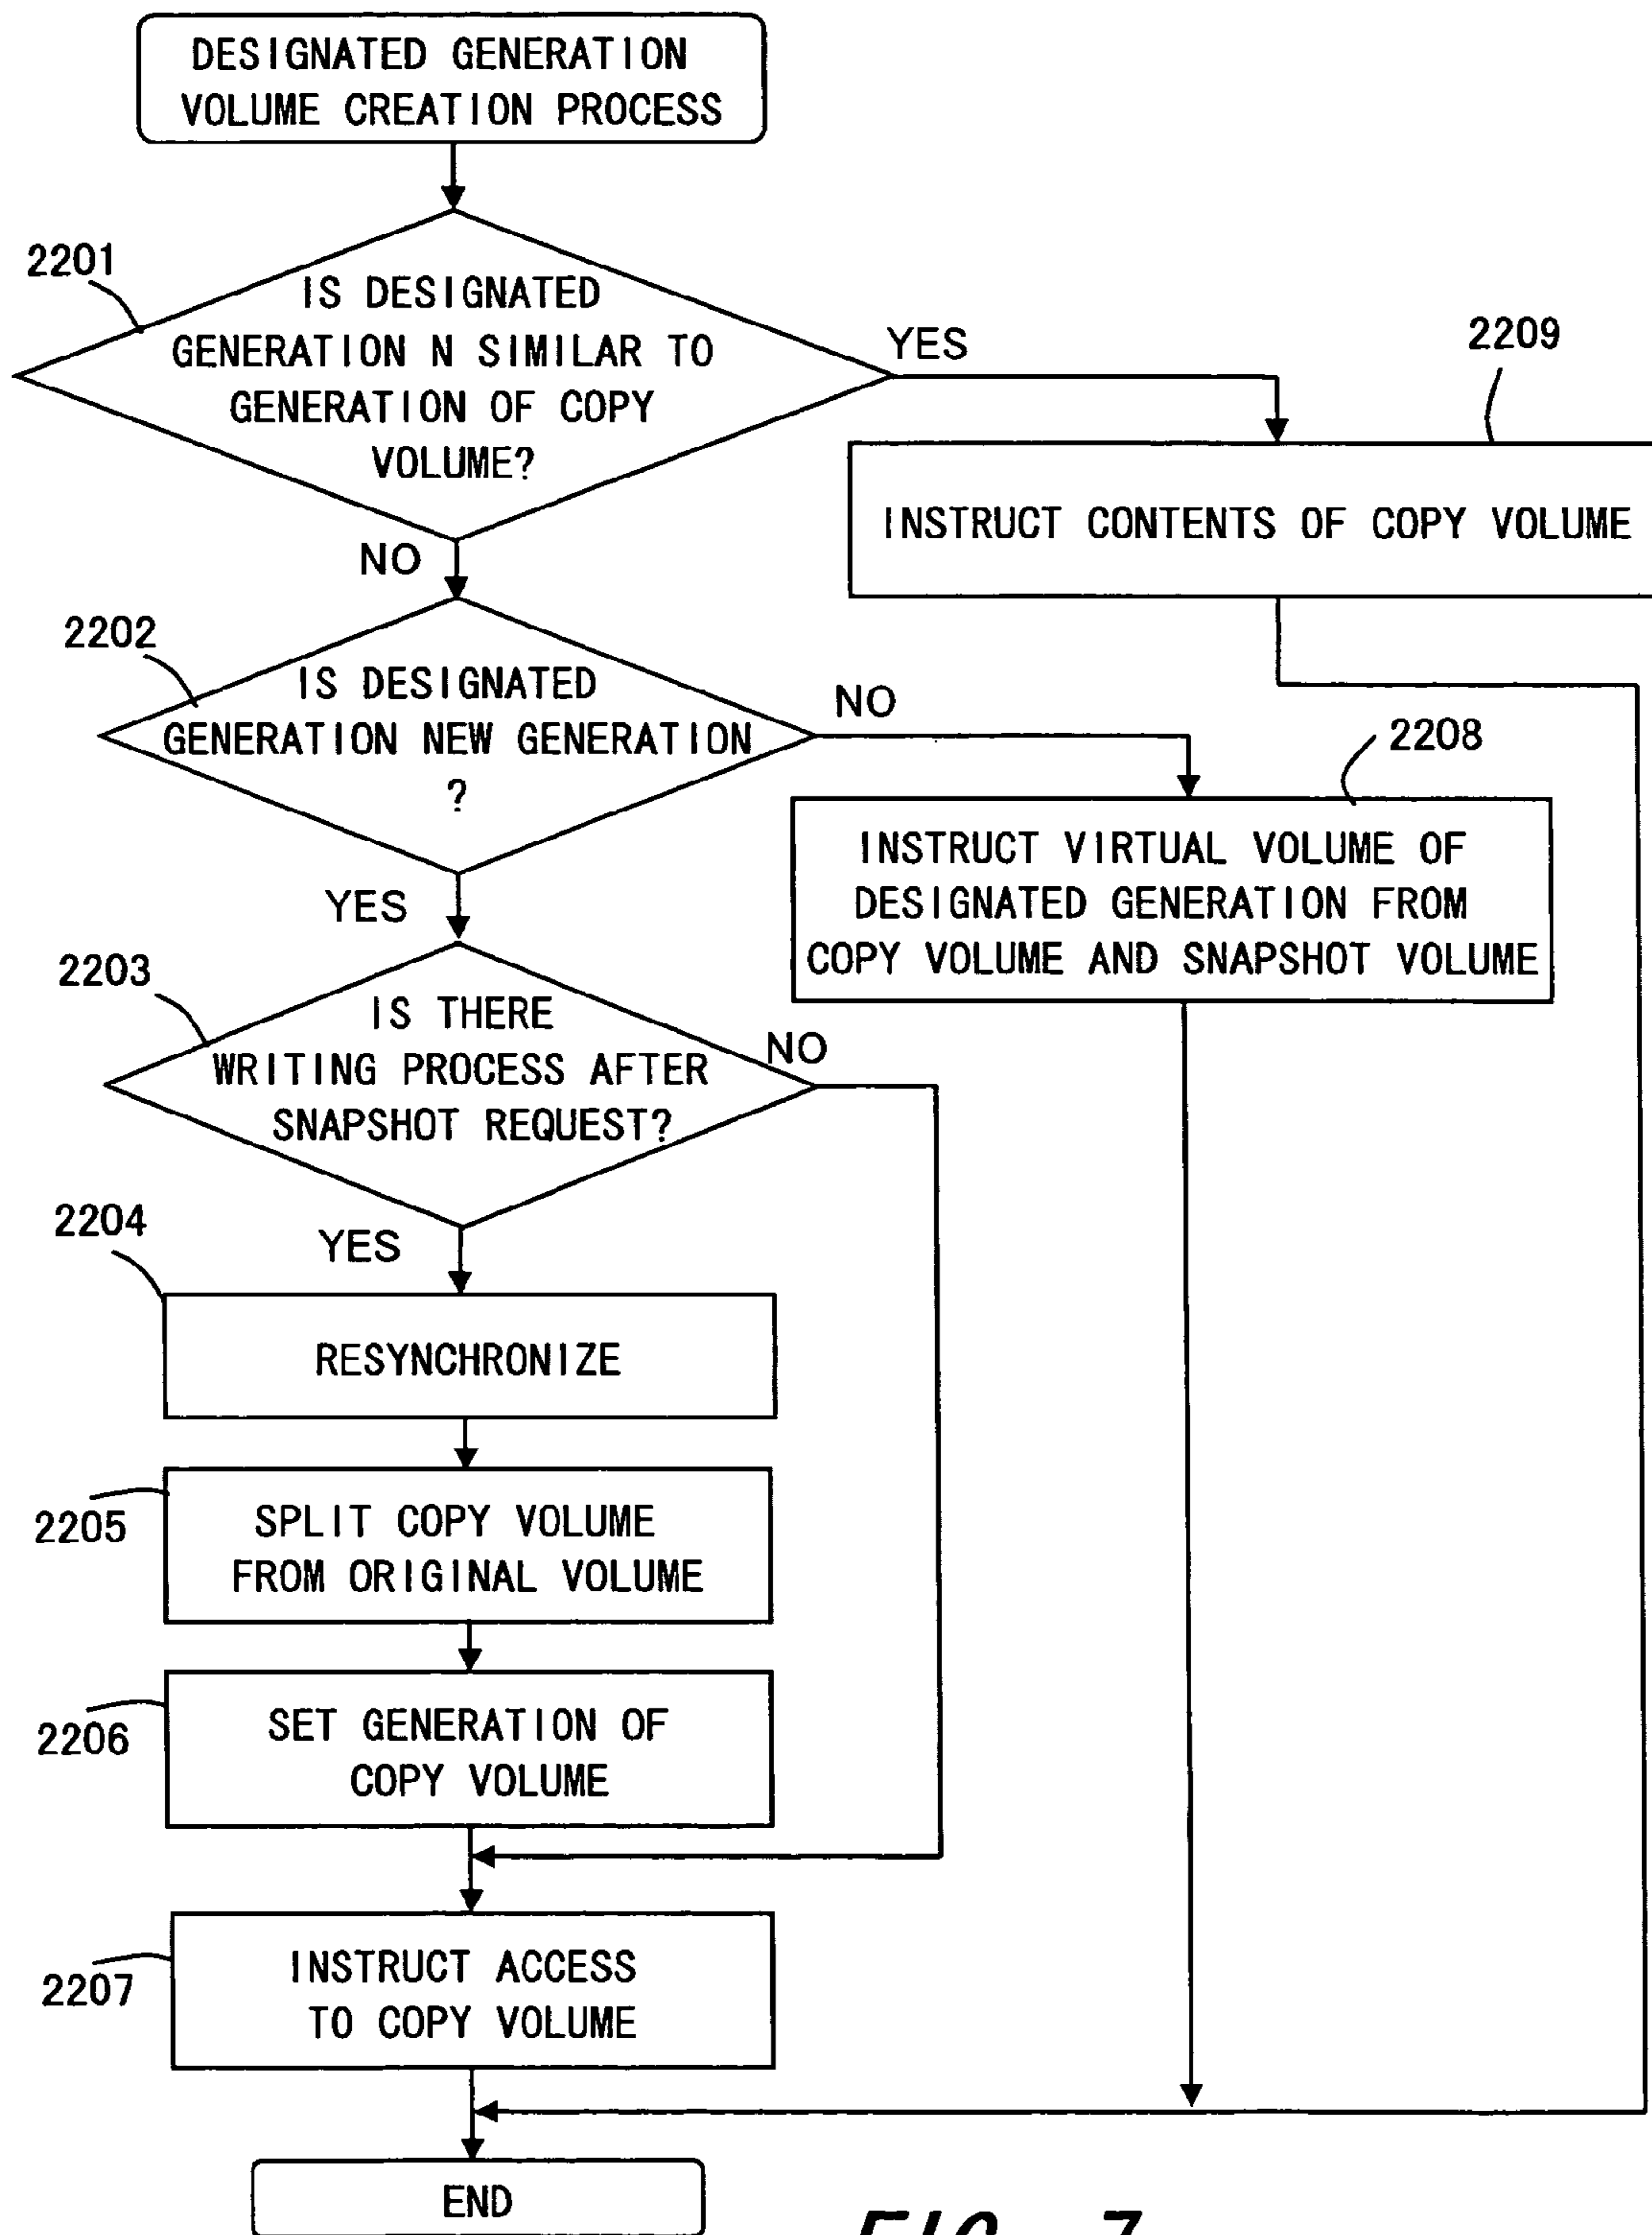 DESIGNATED GENERATION
VOLUME CREATION PROCESS
2201
IS DESIGNATED
GENERATION N SIMILAR TO
GENERATION OF COPY
VOLUME?
YES
2209
INSTRUCT CONTENTS OF COPY VOLUME
NO
2202
IS DESIGNATED
GENERATION NEW GENERATION
?
NO
2208
INSTRUCT VIRTUAL VOLUME OF
DESIGNATED GENERATION FROM
COPY VOLUME AND SNAPSHOT VOLUME
YES
2203
IS THERE
WRITING PROCESS AFTER
SNAPSHOT REQUEST?
NO
YES
2204
RESYNCHRONIZE
2205
SPLIT COPY VOLUME
FROM ORIGINAL VOLUME
2206
SET GENERATION OF
COPY VOLUME
2207
INSTRUCT ACCESS
TO COPY VOLUME
END
FIG. 7